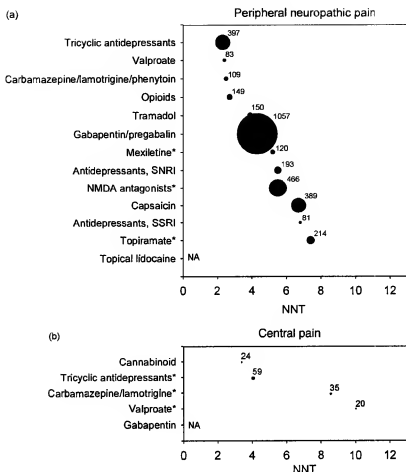 (a)
Peripheral neuropathic pain
Tricyclic antidepressants 397
Valproate 83
Carbamazepine/lamotrigine/phenytoin 109
Opioids 149
Tramadol 150
Gabapentin/pregabalin 1057
Mexiletine* 120
Antidepressants, SNRI 193
NMDA antagonists* 466
Capsaicin 389
Antidepressants, SSRI 81
Topiramate* 214
Topical lidocaine NA
0 2 4 6 8 10 12
NNT
(b)
Central pain
Cannabinoid 24
Tricyclic antidepressants* 59
Carbamazepine/lamotrigine* 35
Valproate* 20
Gabapentin NA
0 2 4 6 8 10 12
NNT